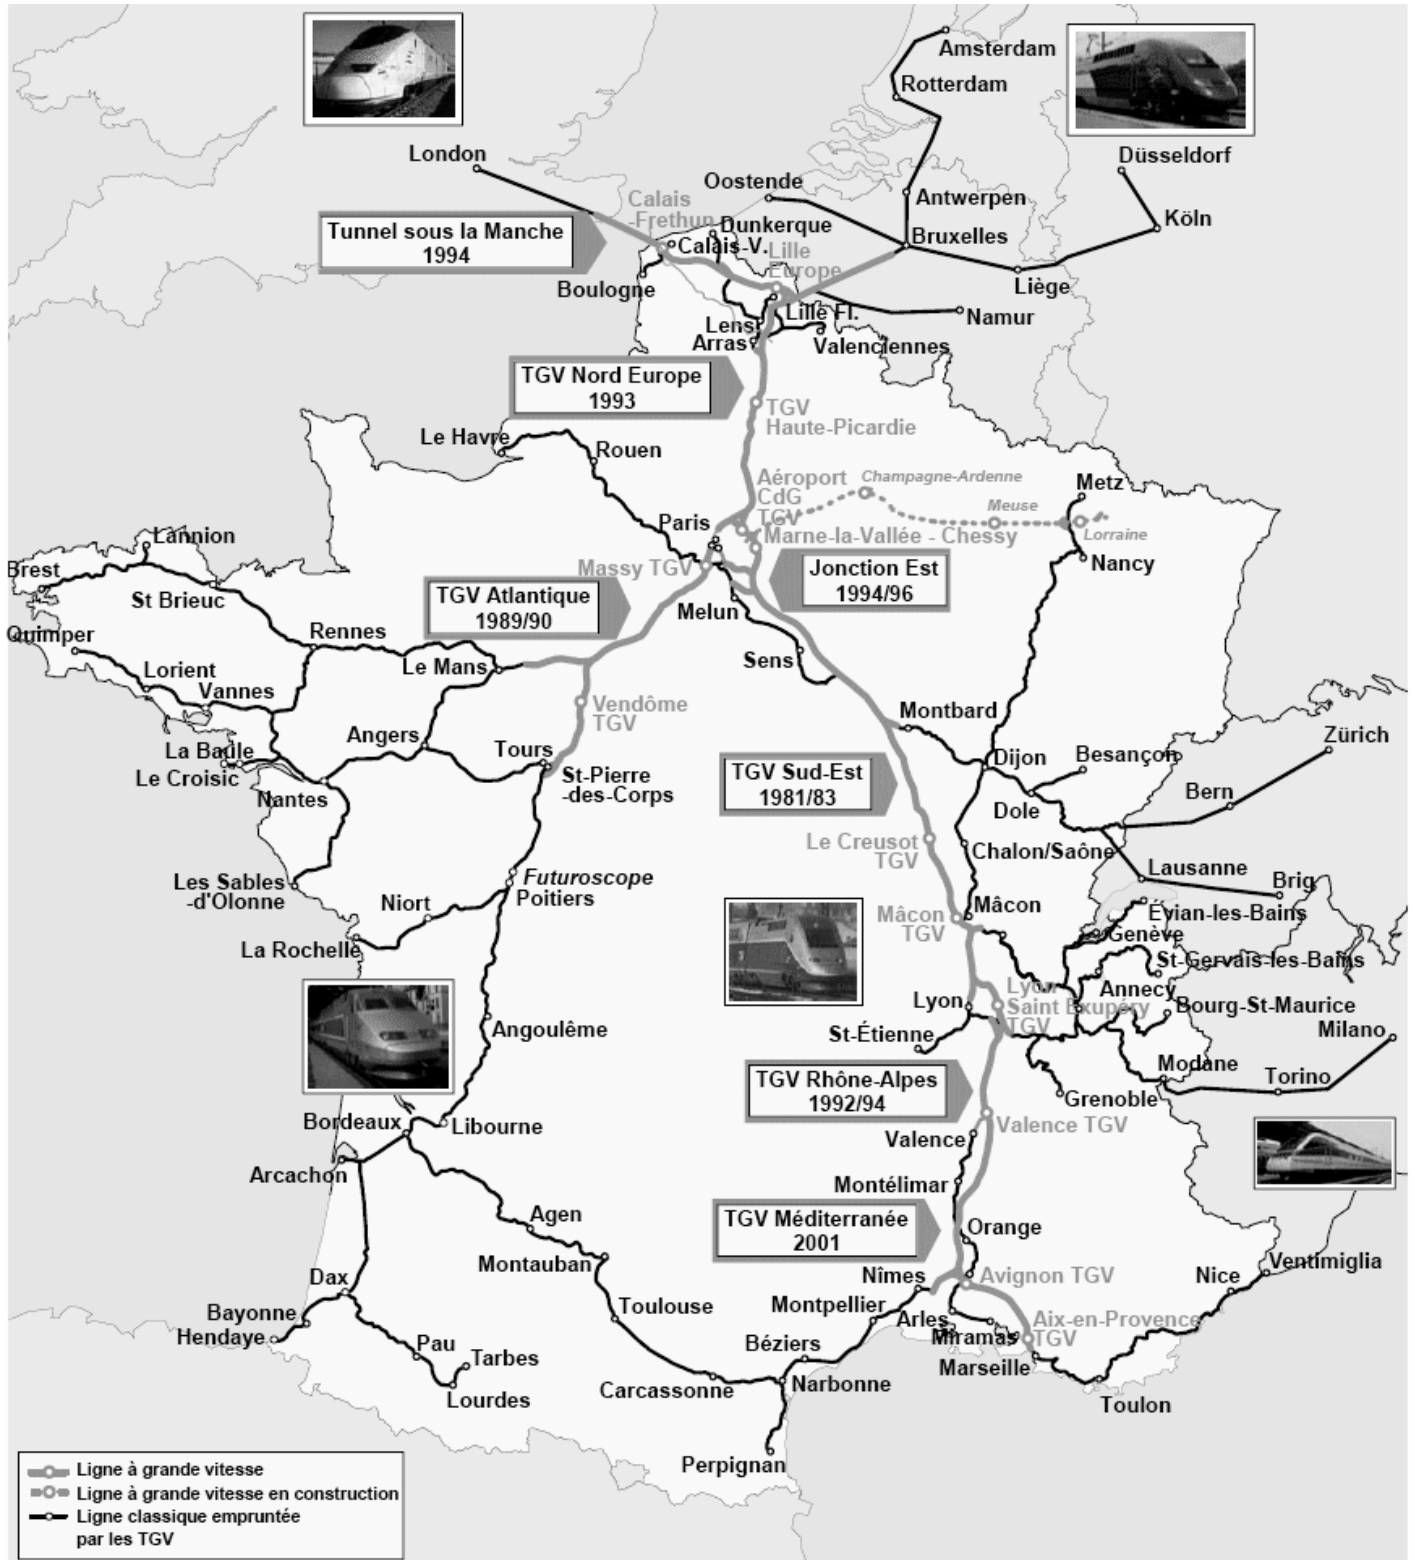 Amsterdam
Rotterdam
London
Düsseldorf
Oostende
Antwerpen
Köln
Calais
-Frethun
Dunkerque
Tunnel sous la Manche
1994
Calais-V.
Bruxelles
Lille
Europe
Boulogne
Liège
Lille Fl.
Namur
Lens
Arras
Valenciennes
TGV Nord Europe
1993
TGV
Haute-Picardie
Le Havre
Rouen
Aéroport
CdG
TGV
Champagne-Ardenne
Metz
Meuse
Paris
Marne-la-Vallée - Chessy
Lorraine
Lannion
Nancy
Brest
Massy TGV
Jonction Est
1994/96
St Brieuc
TGV Atlantique
1989/90
Melun
Quimper
Rennes
Le Mans
Sens
Lorient
Vannes
Vendôme
TGV
Montbard
Angers
Tours
Zürich
La Baule
Le Croisic
St-Pierre
-des-Corps
Dijon
Besançon
TGV Sud-Est
1981/83
Nantes
Bern
Dole
Le Creusot
TGV
Chalon/Saône
Lausanne
Les Sables
-d'Olonne
Futuroscope
Poitiers
Brig
Niort
Mâcon
TGV
Mâcon
Évian-les-Bains
La Rochelle
Genève
St-Gervais-les-Bains
Annecy
Lyon
Lyon
Saint Exupéry
TGV
Bourg-St-Maurice
Angoulême
St-Étienne
Milano
Modane
TGV Rhône-Alpes
1992/94
Torino
Grenoble
Bordeaux
Libourne
Valence TGV
Valence
Arcachon
Montélimar
Agen
TGV Méditerranée
2001
Orange
Montauban
Dax
Nîmes
Avignon TGV
Nice
Ventimiglia
Bayonne
Toulouse
Montpellier
Arles
Aix-en-Provence
TGV
Hendaye
Miramas
Pau
Béziers
Tarbes
Marseille
Carcassonne
Narbonne
Lourdes
Toulon
Perpignan
Ligne à grande vitesse
Ligne à grande vitesse en construction
Ligne classique empruntée
par les TGV